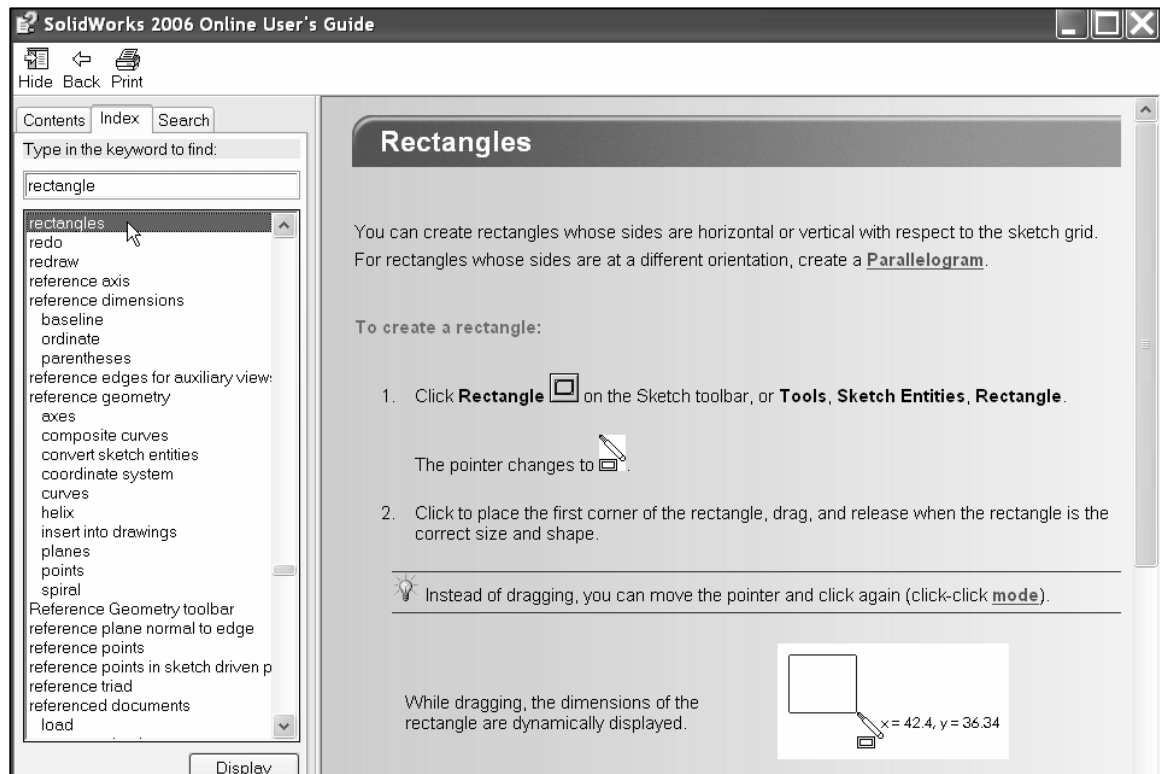 SolidWorks 2006 Online User's Guide
Hide Back Print
Contents Index Search
Type in the keyword to find:
rectangle
rectangles
redo
redraw
reference axis
reference dimensions
baseline
ordinate
parentheses
reference edges for auxiliary view
reference geometry
axes
composite curves
convert sketch entities
coordinate system
curves
helix
insert into drawings
planes
points
spiral
Reference Geometry toolbar
reference plane normal to edge
reference points
reference points in sketch driven p
reference triad
referenced documents
load
Display
Rectangles
You can create rectangles whose sides are horizontal or vertical with respect to the sketch grid.
For rectangles whose sides are at a different orientation, create a Parallelogram.
To create a rectangle:
1. Click Rectangle on the Sketch toolbar, or Tools, Sketch Entities, Rectangle.
The pointer changes to .
2. Click to place the first corner of the rectangle, drag, and release when the rectangle is the
correct size and shape.
Instead of dragging, you can move the pointer and click again (click-click mode).
While dragging, the dimensions of the
rectangle are dynamically displayed.
x = 42.4, y = 36.34